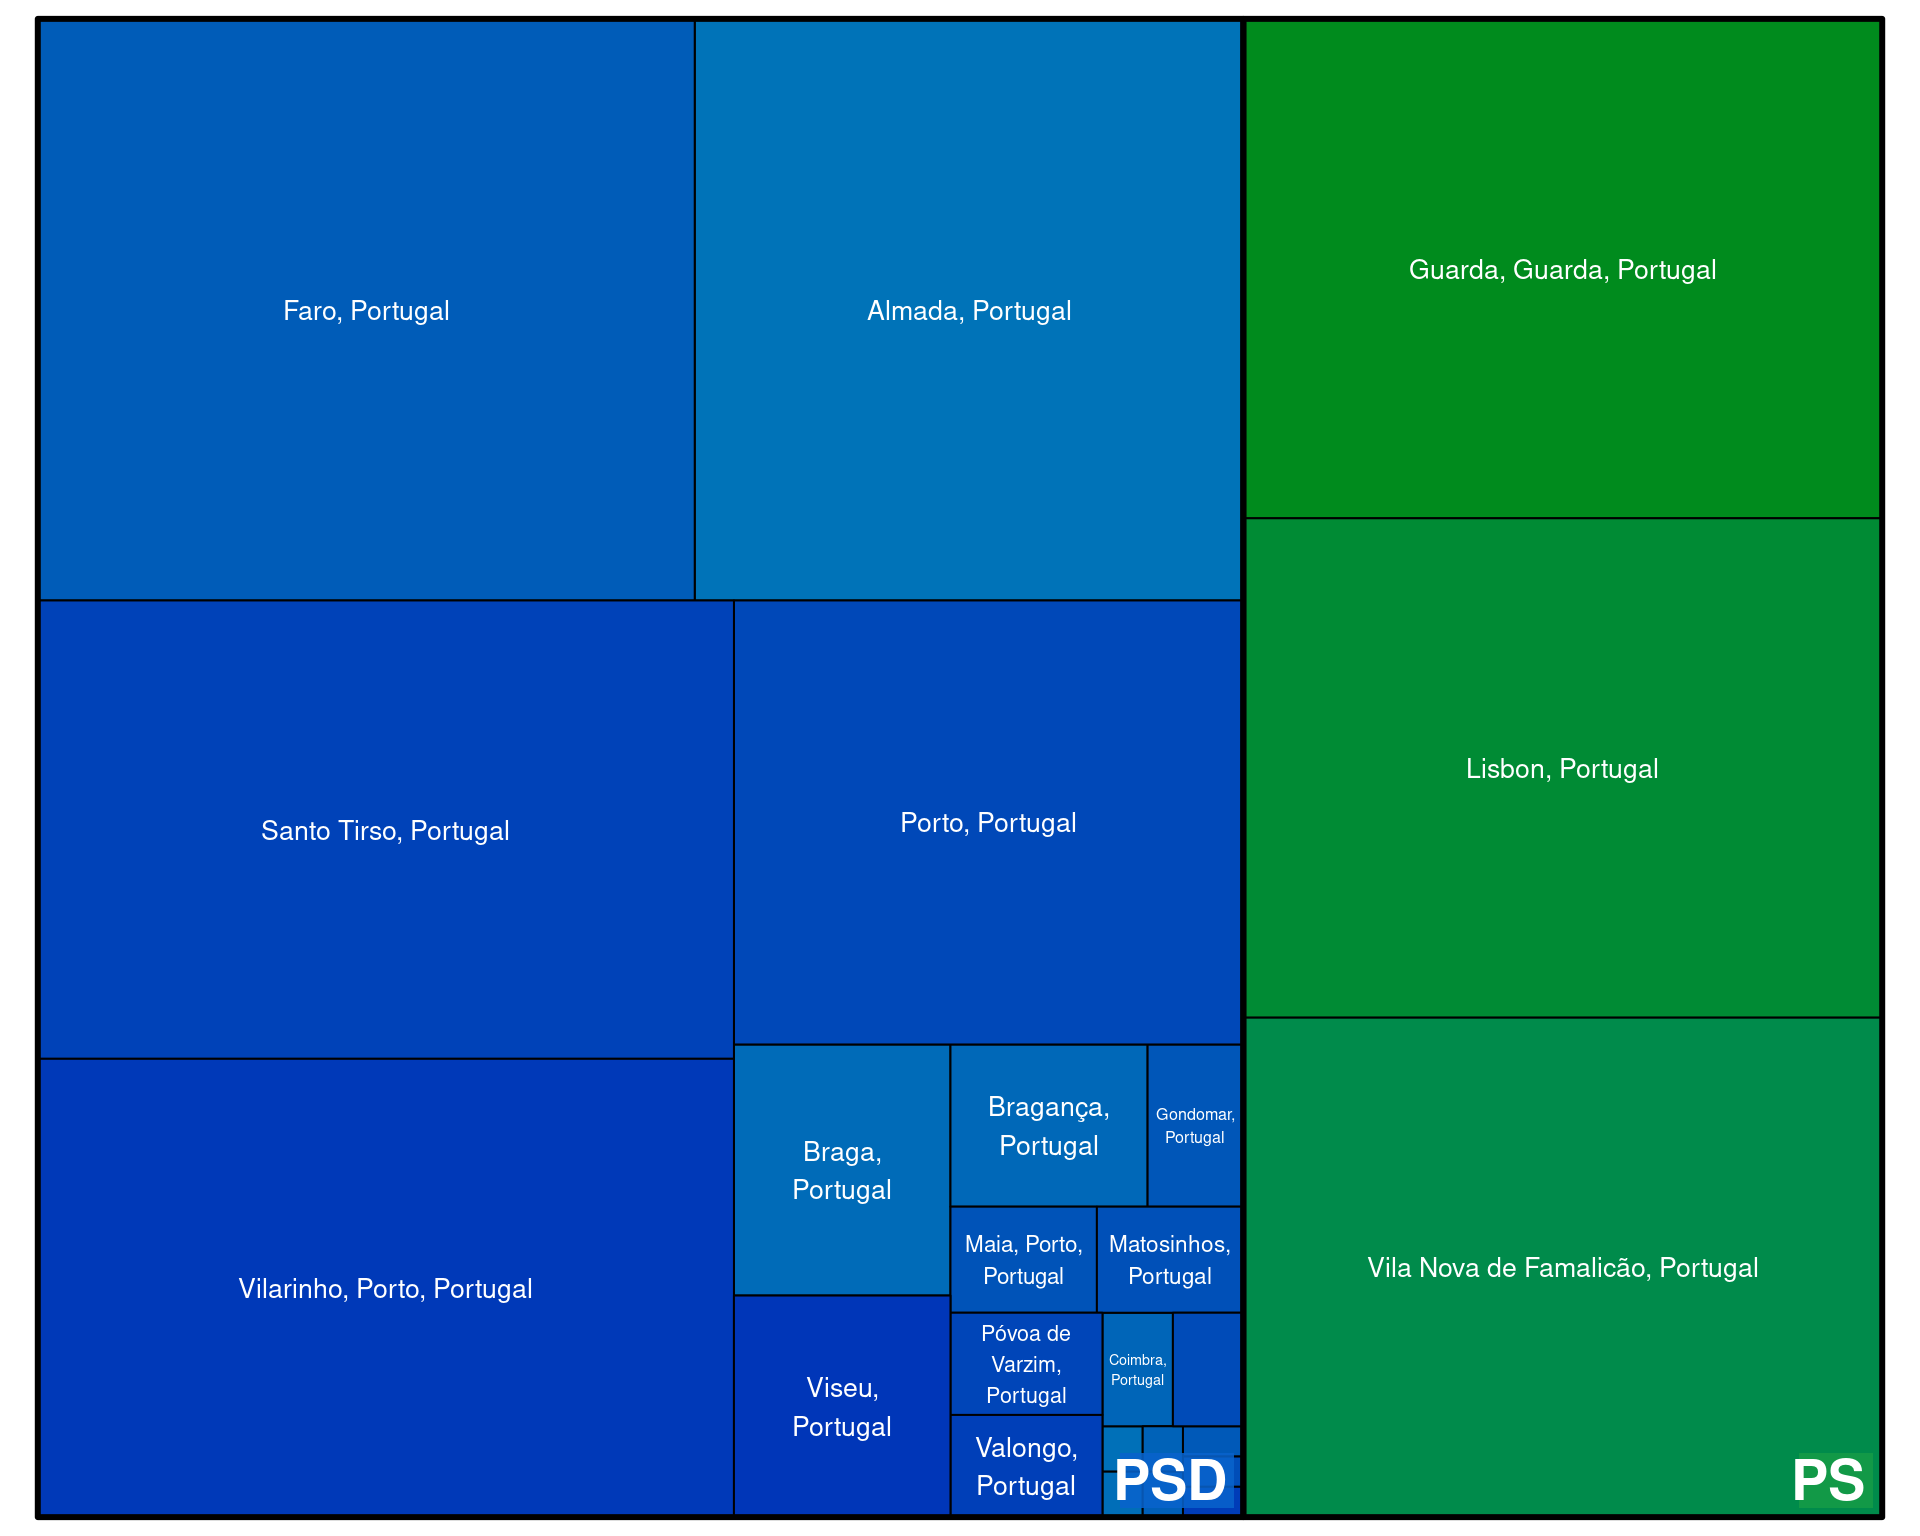 Faro, Portugal
Almada, Portugal
Guarda, Guarda, Portugal
Santo Tirso, Portugal
Porto, Portugal
Lisbon, Portugal
Vilarinho, Porto, Portugal
Braga,
Portugal
Bragança,
Portugal
Gondomar,
Portugal
Maia, Porto,
Portugal
Matosinhos,
Portugal
Póvoa de
Varzim,
Portugal
Coimbra,
Portugal
Viseu,
Portugal
Valongo,
Portugal
PSD
Vila Nova de Famalicão, Portugal
PS